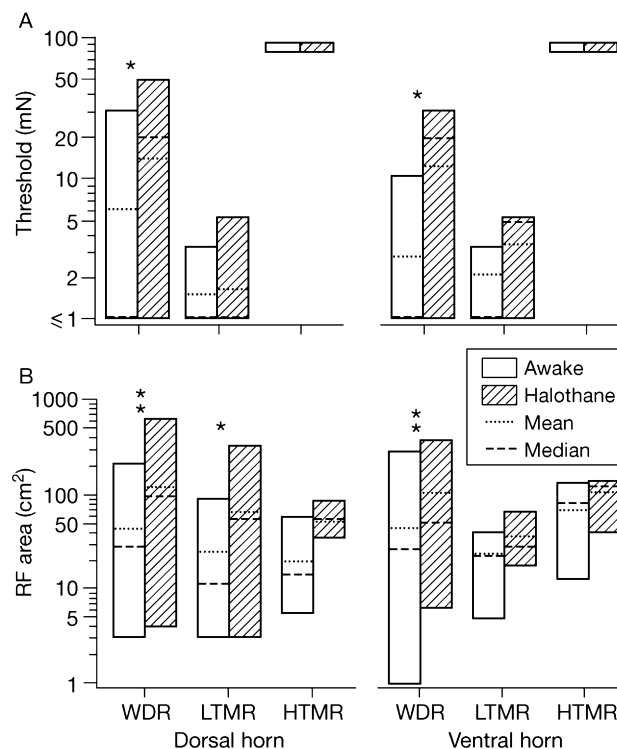 A
Threshold (mN)
100
50
20
10
5
2
≤1
*
*
B
RF area (cm²)
1000
500
100
50
10
5
1
*
*
*
*
*
Awake
Halothane
Mean
Median
WDR LTMR HTMR WDR LTMR HTMR
Dorsal horn Ventral horn